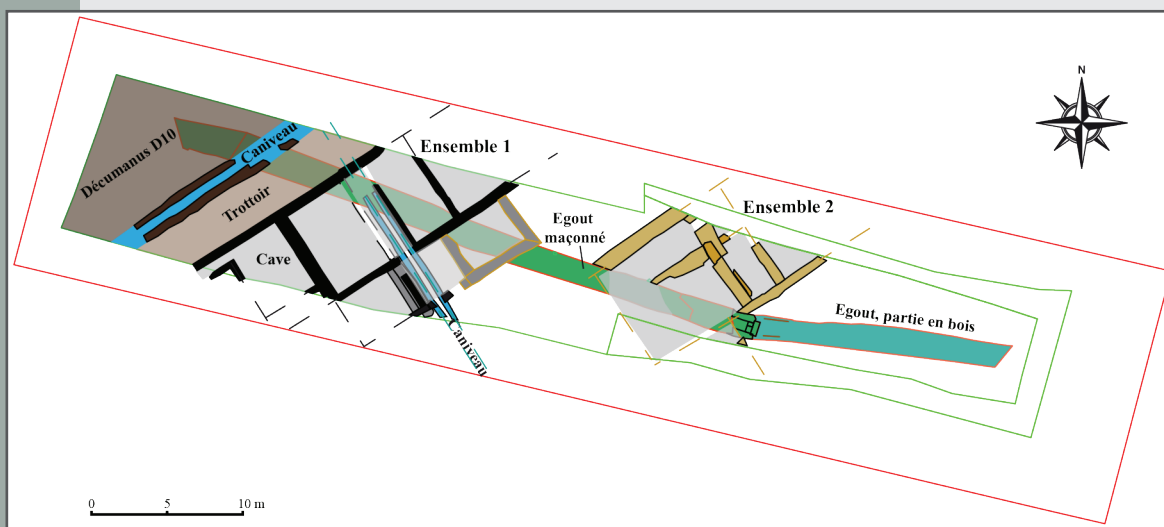 N
Décumanus D10
Caniveau
Trottoir
Ensemble 1
Cave
Caniveau
Egout
maçonné
Ensemble 2
Egout, partie en bois
0 5 10 m